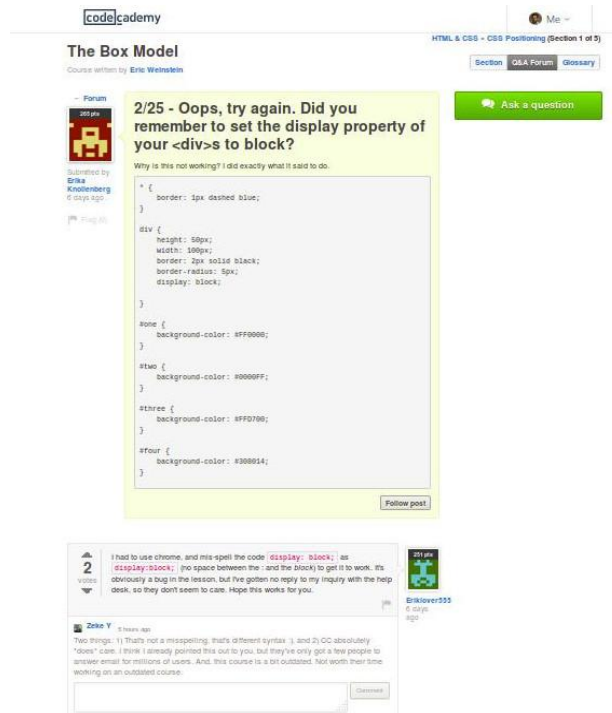 codecademy
Me
HTML & CSS - CSS Positioning (Section 1 of 5)
The Box Model
Course written by Eric Weinstein
Section Q&A Forum Glossary
← Forum
265 pts
Submitted by
Erika
Knollenberg
6 days ago
Flag (0)
2/25 - Oops, try again. Did you
remember to set the display property of
your <div>s to block?
Why is this not working? I did exactly what it said to do.
* {
border: 1px dashed blue;
}
div {
height: 50px;
width: 100px;
border: 2px solid black;
border-radius: 5px;
display: block;
}
#one {
background-color: #FF0000;
}
#two {
background-color: #0000FF;
}
#three {
background-color: #FFD700;
}
#four {
background-color: #308014;
}
Follow post
Ask a question
2
votes
I had to use chrome, and mis-spell the code display: block; as
display:block; (no space between the : and the block) to get it to work. It's
obviously a bug in the lesson, but I've gotten no reply to my inquiry with the help
desk, so they don't seem to care. Hope this works for you.
251 pts
Eriklover555
6 days
ago
Zeke Y 5 hours ago
Two things: 1) That's not a misspelling, that's different syntax :), and 2) CC absolutely
*does* care. I think I already pointed this out to you, but they've only got a few people to
answer email for millions of users. And, this course is a bit outdated. Not worth their time
working on an outdated course.
Comment